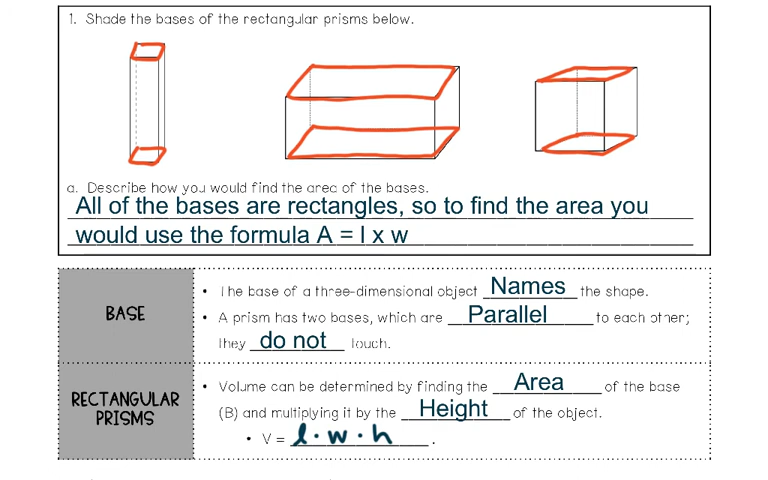 1. Shade the bases of the rectangular prisms below.
a. Describe how you would find the area of the bases.
All of the bases are rectangles, so to find the area you
would use the formula A = l x w
BASE
• The base of a three-dimensional object Names the shape.
• A prism has two bases, which are Parallel to each other;
they do not touch.
RECTANGULAR
PRISMS
• Volume can be determined by finding the Area of the base
(B) and multiplying it by the Height of the object.
• V = l · w · h.